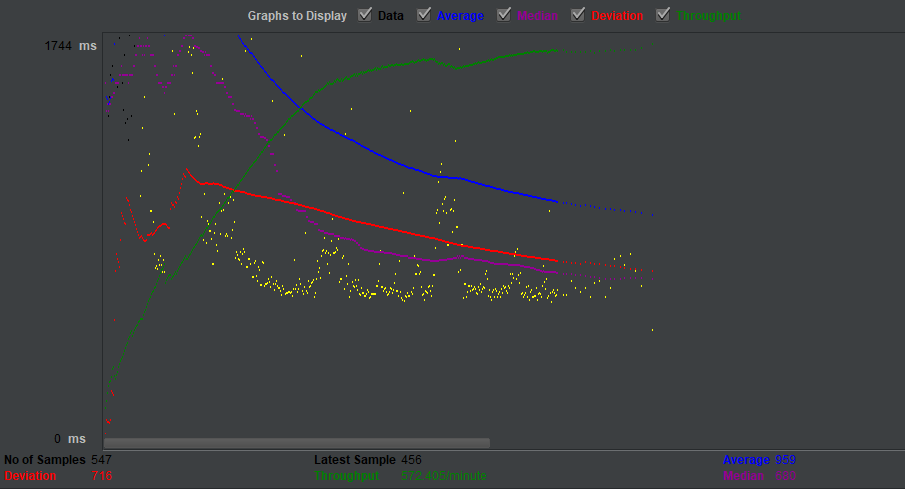 Graphs to Display Data Average Median Deviation Throughput
1744 ms
0 ms
No of Samples 547 Latest Sample 456 Average 959
Deviation 716 Throughput 572.405/minute Median